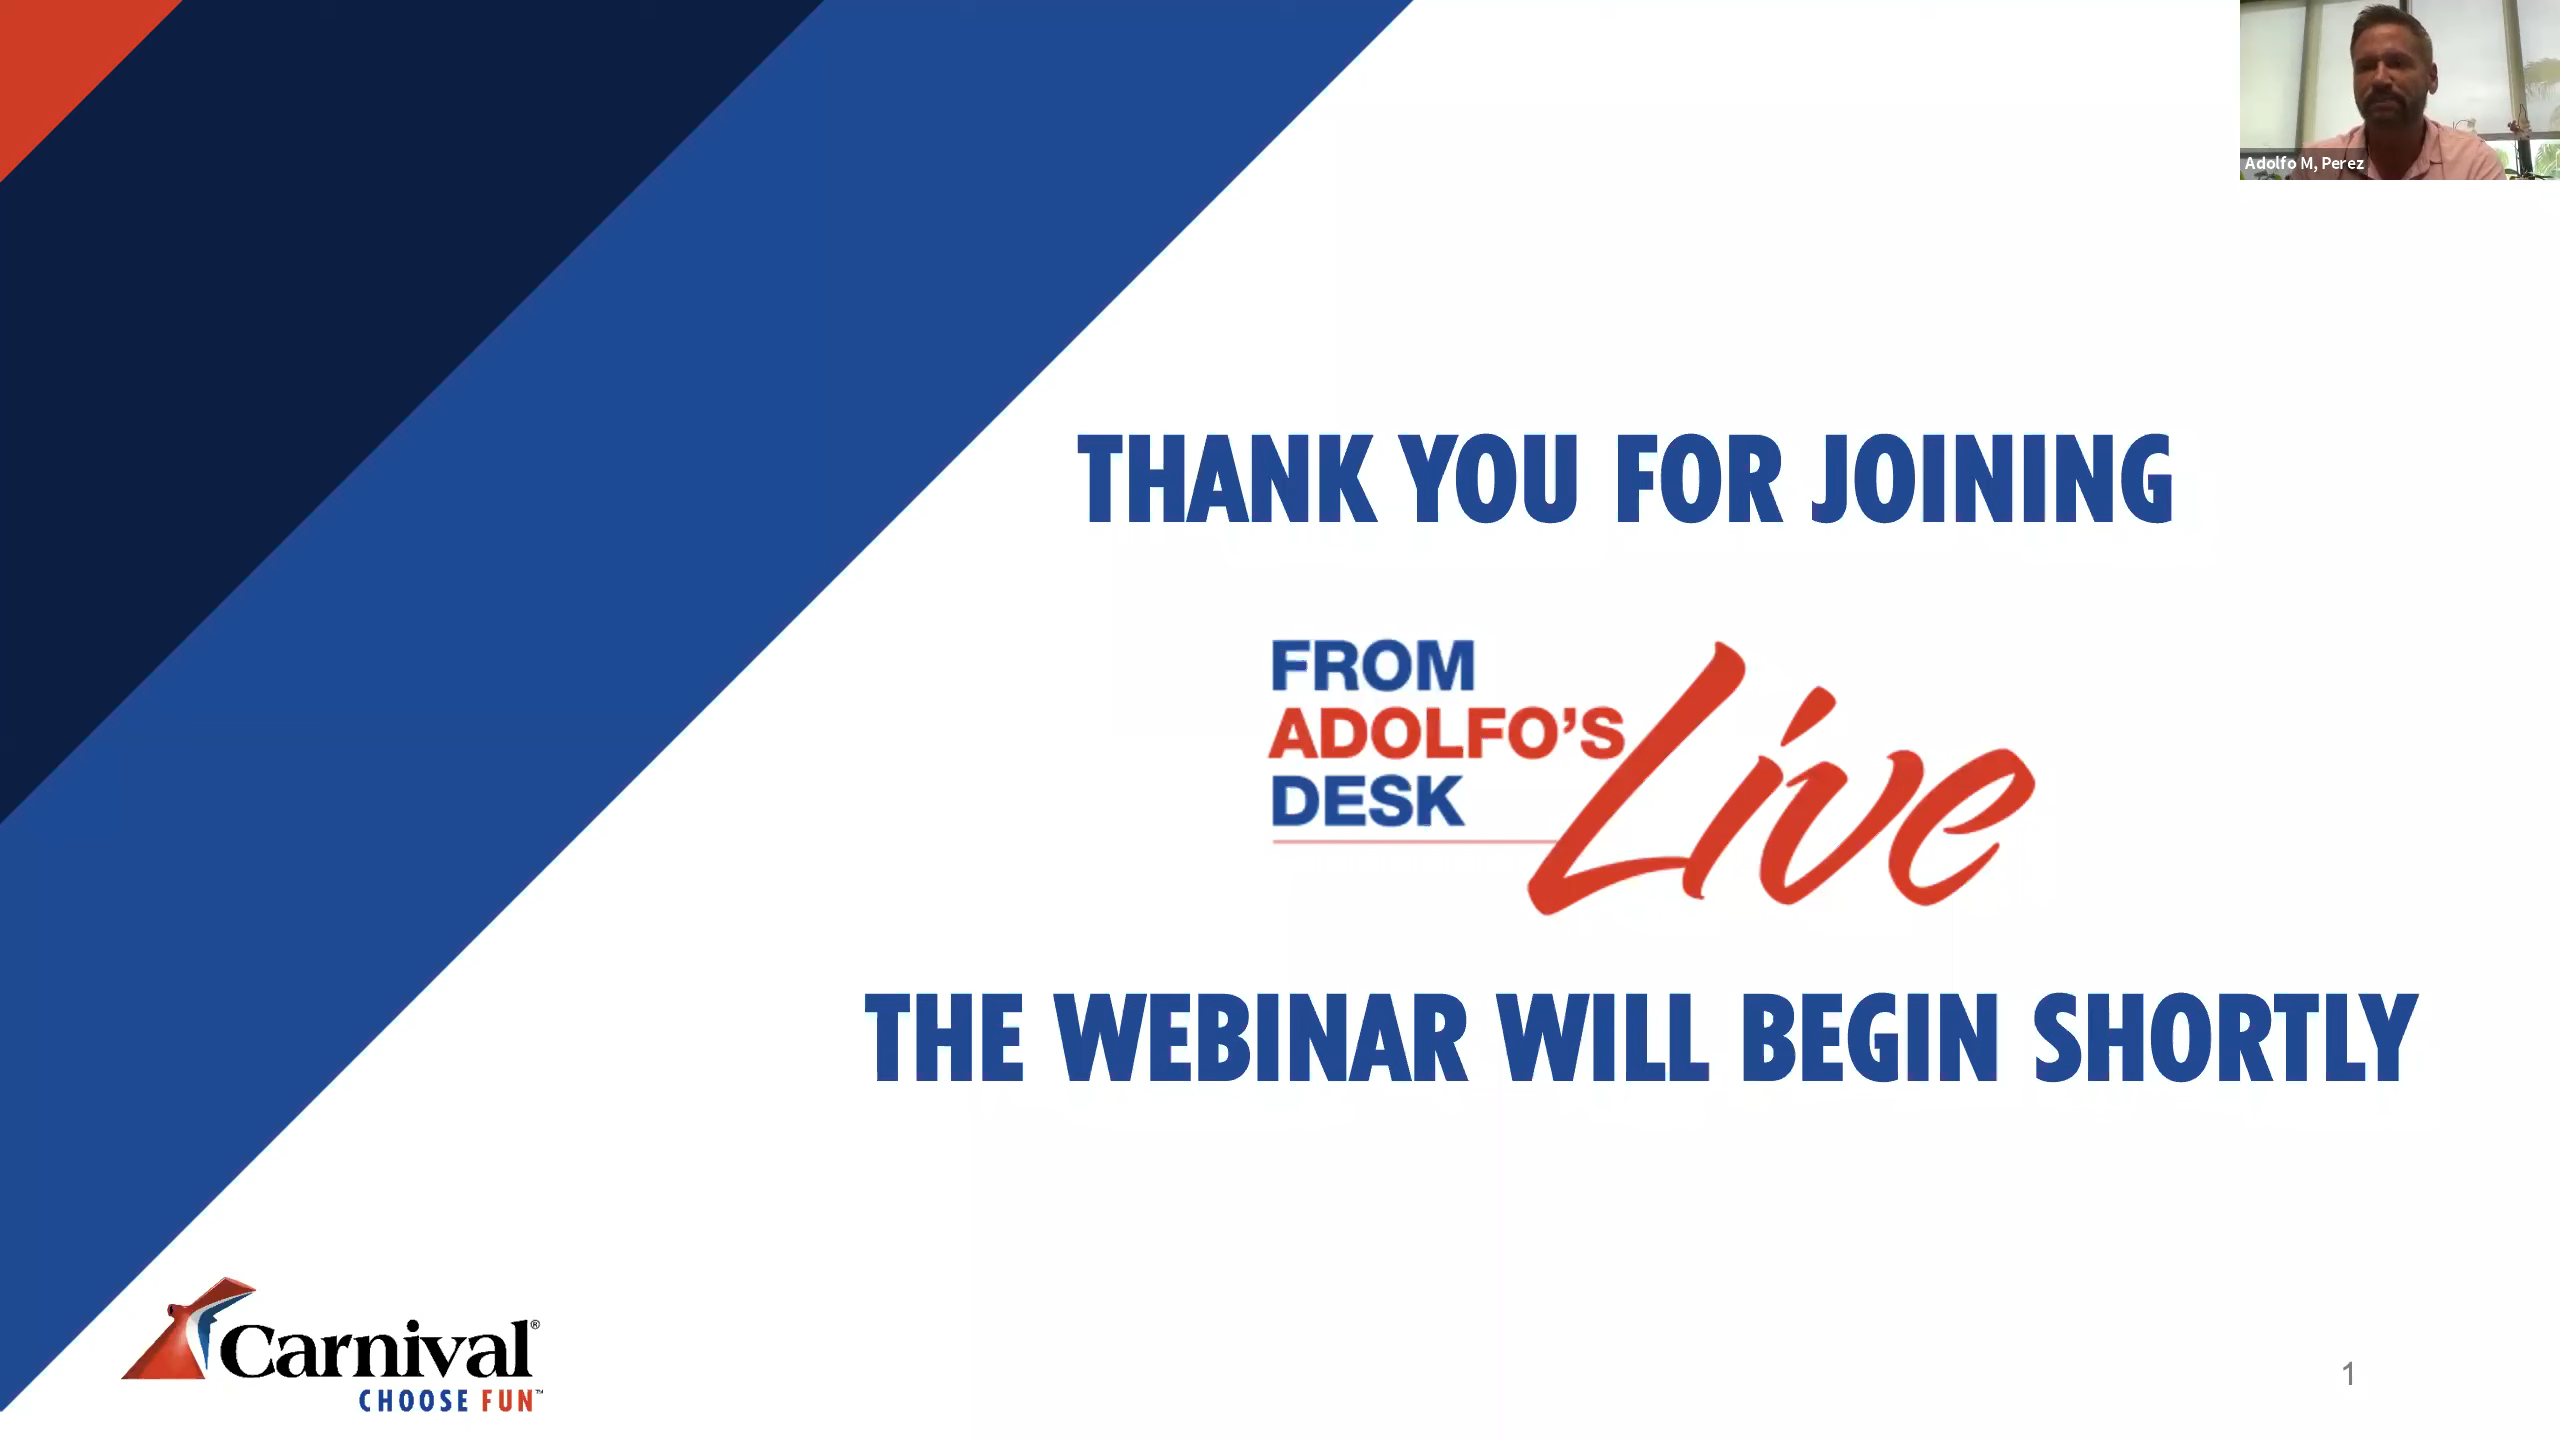 Adolfo M, Perez
THANK YOU FOR JOINING
FROM
ADOLFO’S
DESK
Live
THE WEBINAR WILL BEGIN SHORTLY
Carnival®
CHOOSE FUN™
1